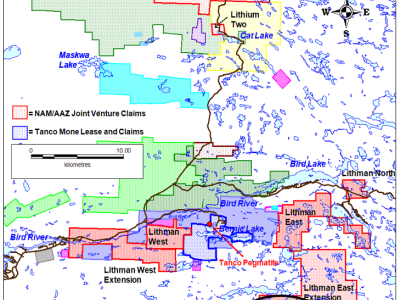 N
W
E
S
Lithium
Two
Cat Lake
Maskwa
Lake
= NAM/AAZ Joint Venture Claims
= Tanco Mone Lease and Claims
0
10.00
kilometres
Bird Lake
Lithman North
Bird River
Lithman
East
Bird River
Lithman
West
Bernic Lake
Tanco Pegmatite
Lithman West
Extension
Lithman East
Extension